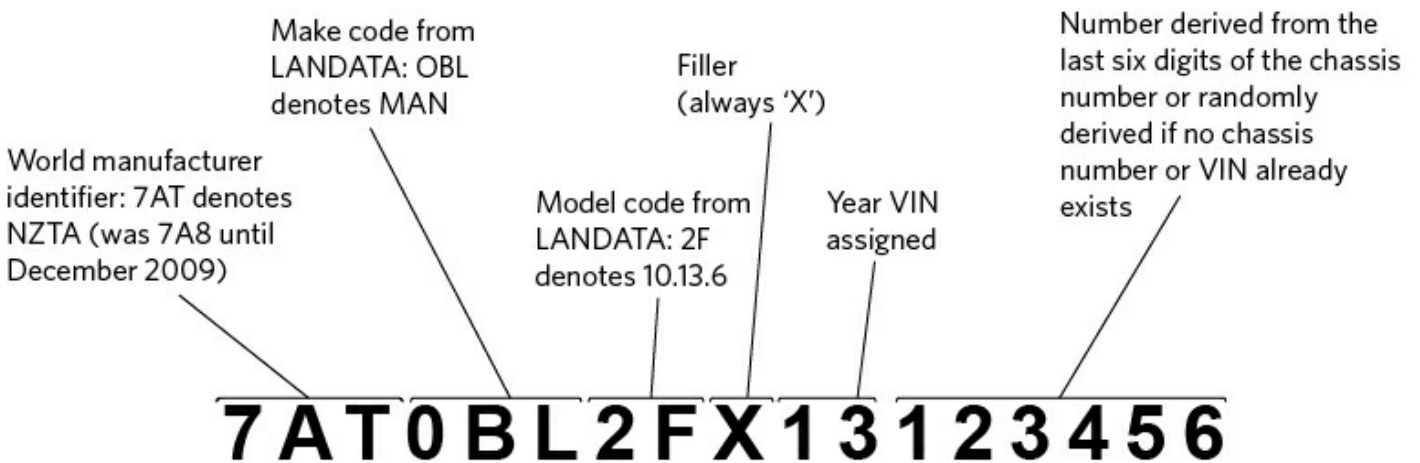 Make code from
LANDATA: OBL
denotes MAN
Number derived from the
last six digits of the chassis
number or randomly
derived if no chassis
number or VIN already
exists
Filler
(always ‘X’)
World manufacturer
identifier: 7AT denotes
NZTA (was 7A8 until
December 2009)
Model code from
LANDATA: 2F
denotes 10.13.6
Year VIN
assigned
7AT0BL2FX13123456